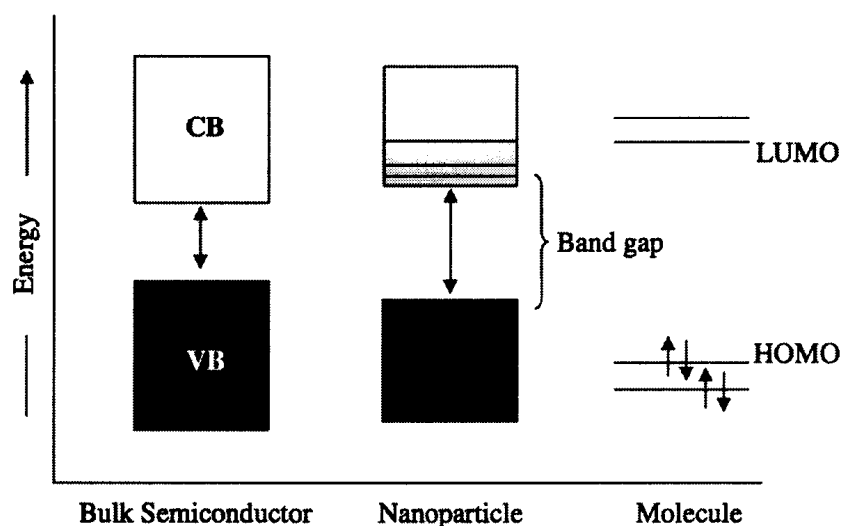 Energy
CB
VB
Band gap
LUMO
HOMO
Bulk Semiconductor
Nanoparticle
Molecule